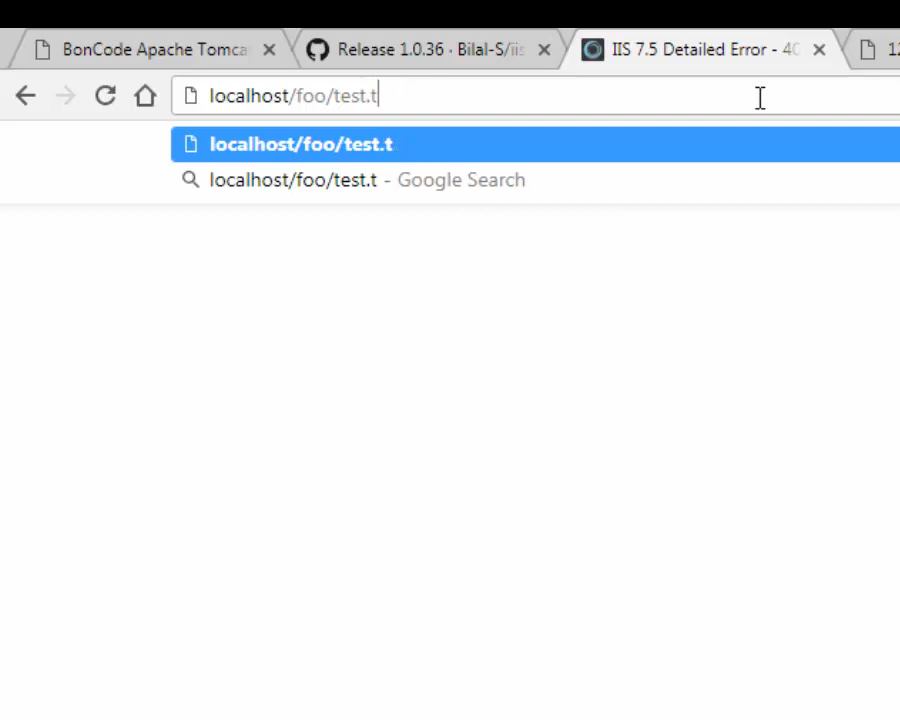 BonCode Apache Tomca Release 1.0.36 · Bilal-S/iis IIS 7.5 Detailed Error - 40 12
localhost/foo/test.t
localhost/foo/test.t
localhost/foo/test.t - Google Search